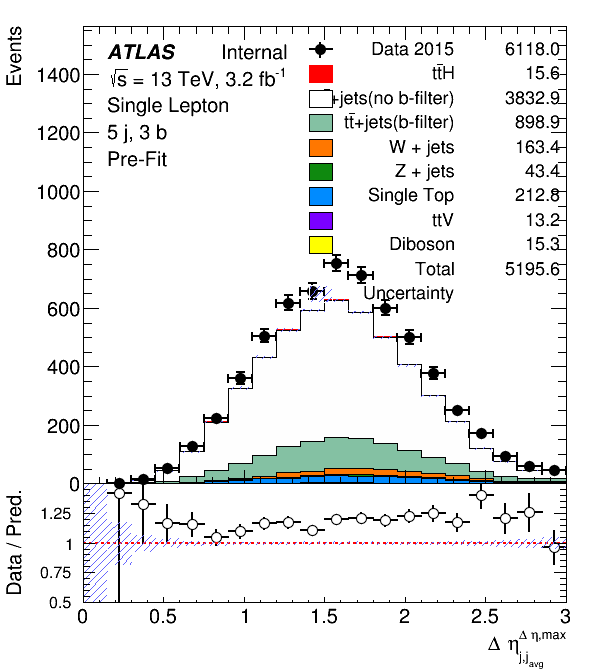 Events
1400
1200
1000
800
600
400
200
0
ATLAS Internal
√s = 13 TeV, 3.2 fb⁻¹
Single Lepton
5 j, 3 b
Pre-Fit
Data 2015 6118.0
tt̄H 15.6
+jets(no b-filter) 3832.9
tt̄+jets(b-filter) 898.9
W + jets 163.4
Z + jets 43.4
Single Top 212.8
ttV 13.2
Diboson 15.3
Total 5195.6
Uncertainty
Data / Pred.
1.25
1
0.75
0.5
0 0.5 1 1.5 2 2.5 3
Δ η j,j avg Δ η,max